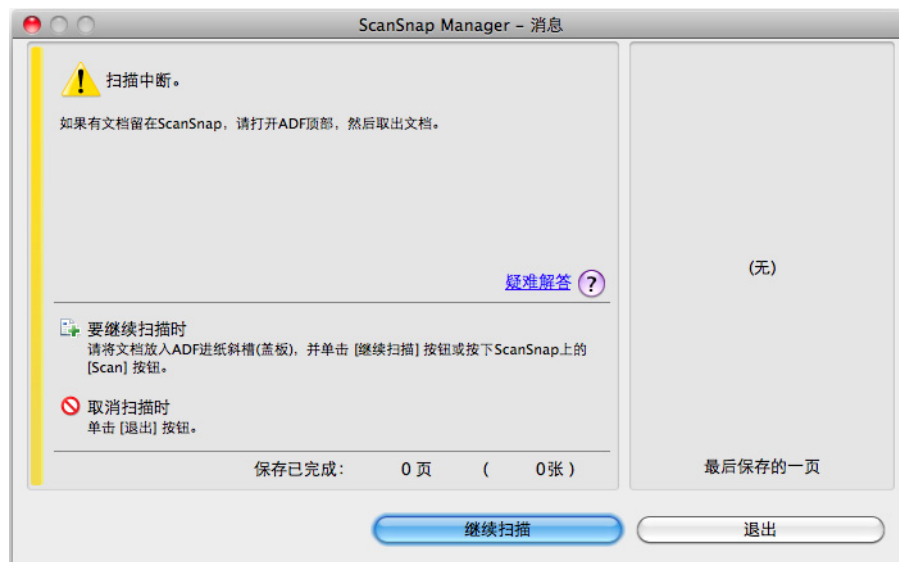 ScanSnap Manager – 消息
扫描中断。
如果有文档留在ScanSnap，请打开ADF顶部，然后取出文档。
疑难解答 ?
(无)
要继续扫描时
请将文档放入ADF进纸斜槽(盖板)，并单击 [继续扫描] 按钮或按下ScanSnap上的
[Scan] 按钮。
取消扫描时
单击 [退出] 按钮。
保存已完成： 0 页 ( 0张 )
最后保存的一页
继续扫描 退出